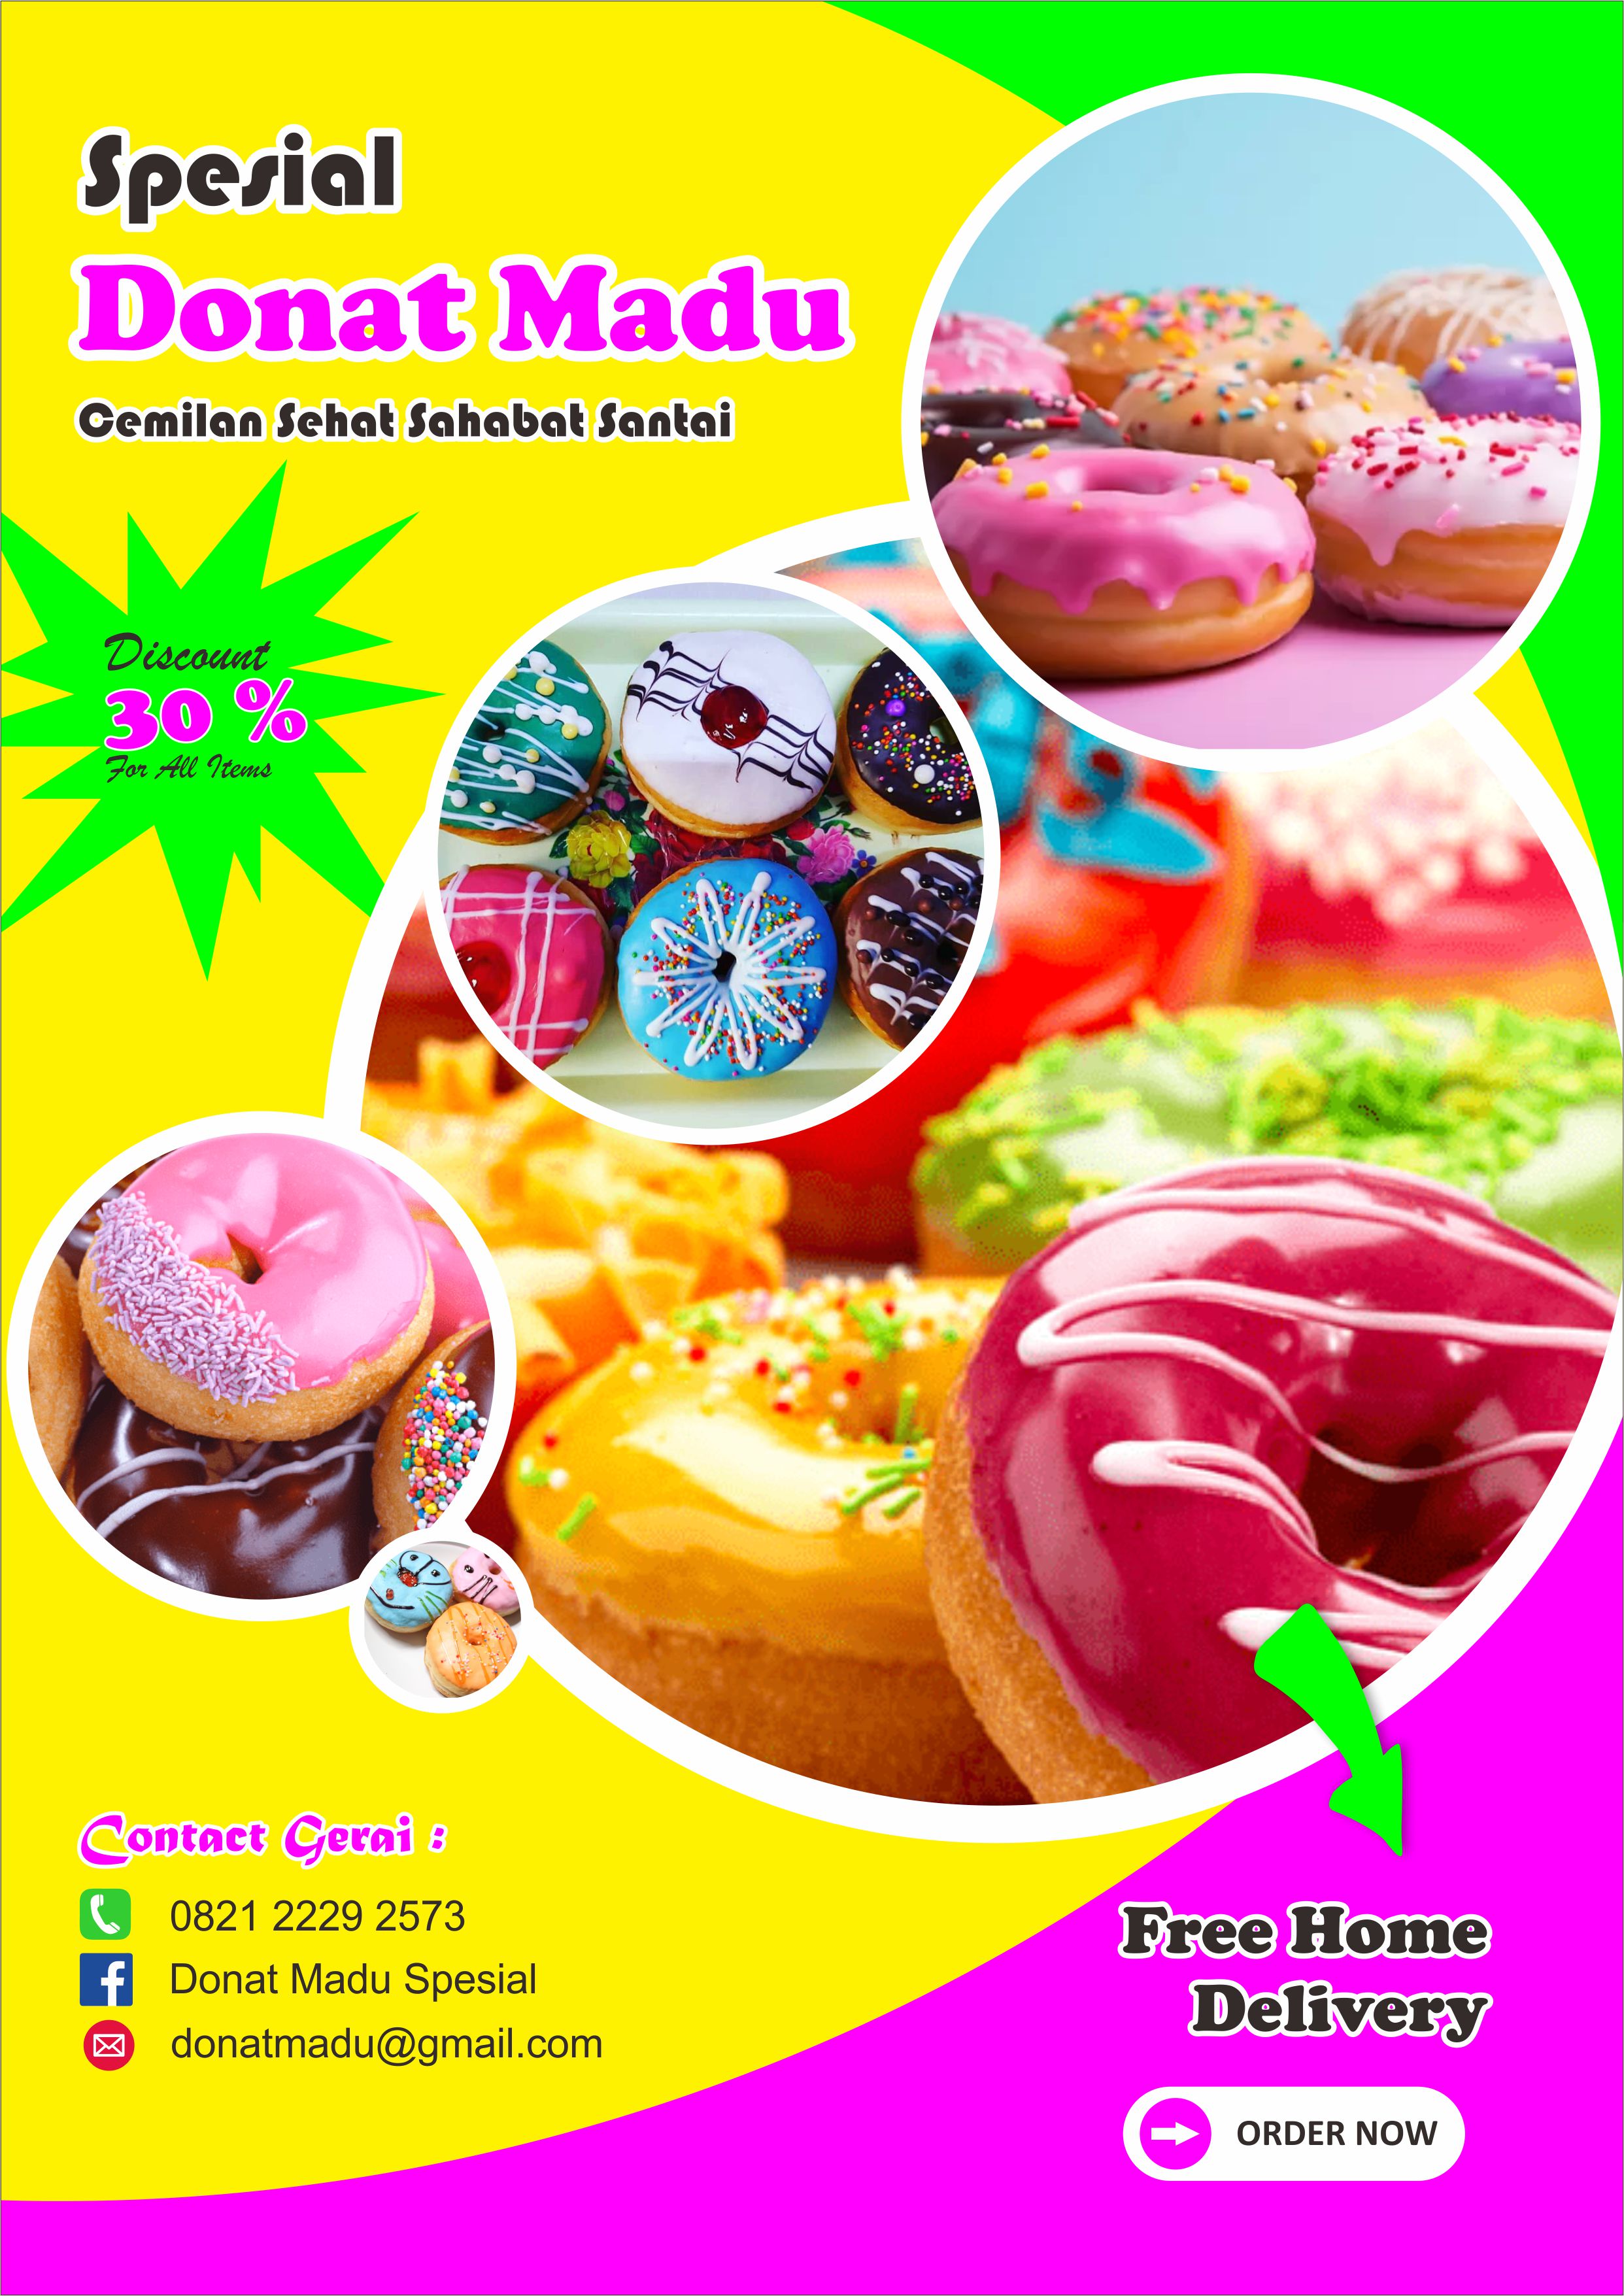 Spesial
Donat Madu
Cemilan Sehat Sahabat Santai
Discount
30 %
For All Items
Contact Gerai :
0821 2229 2573
Donat Madu Spesial
donatmadu@gmail.com
Free Home
Delivery
ORDER NOW